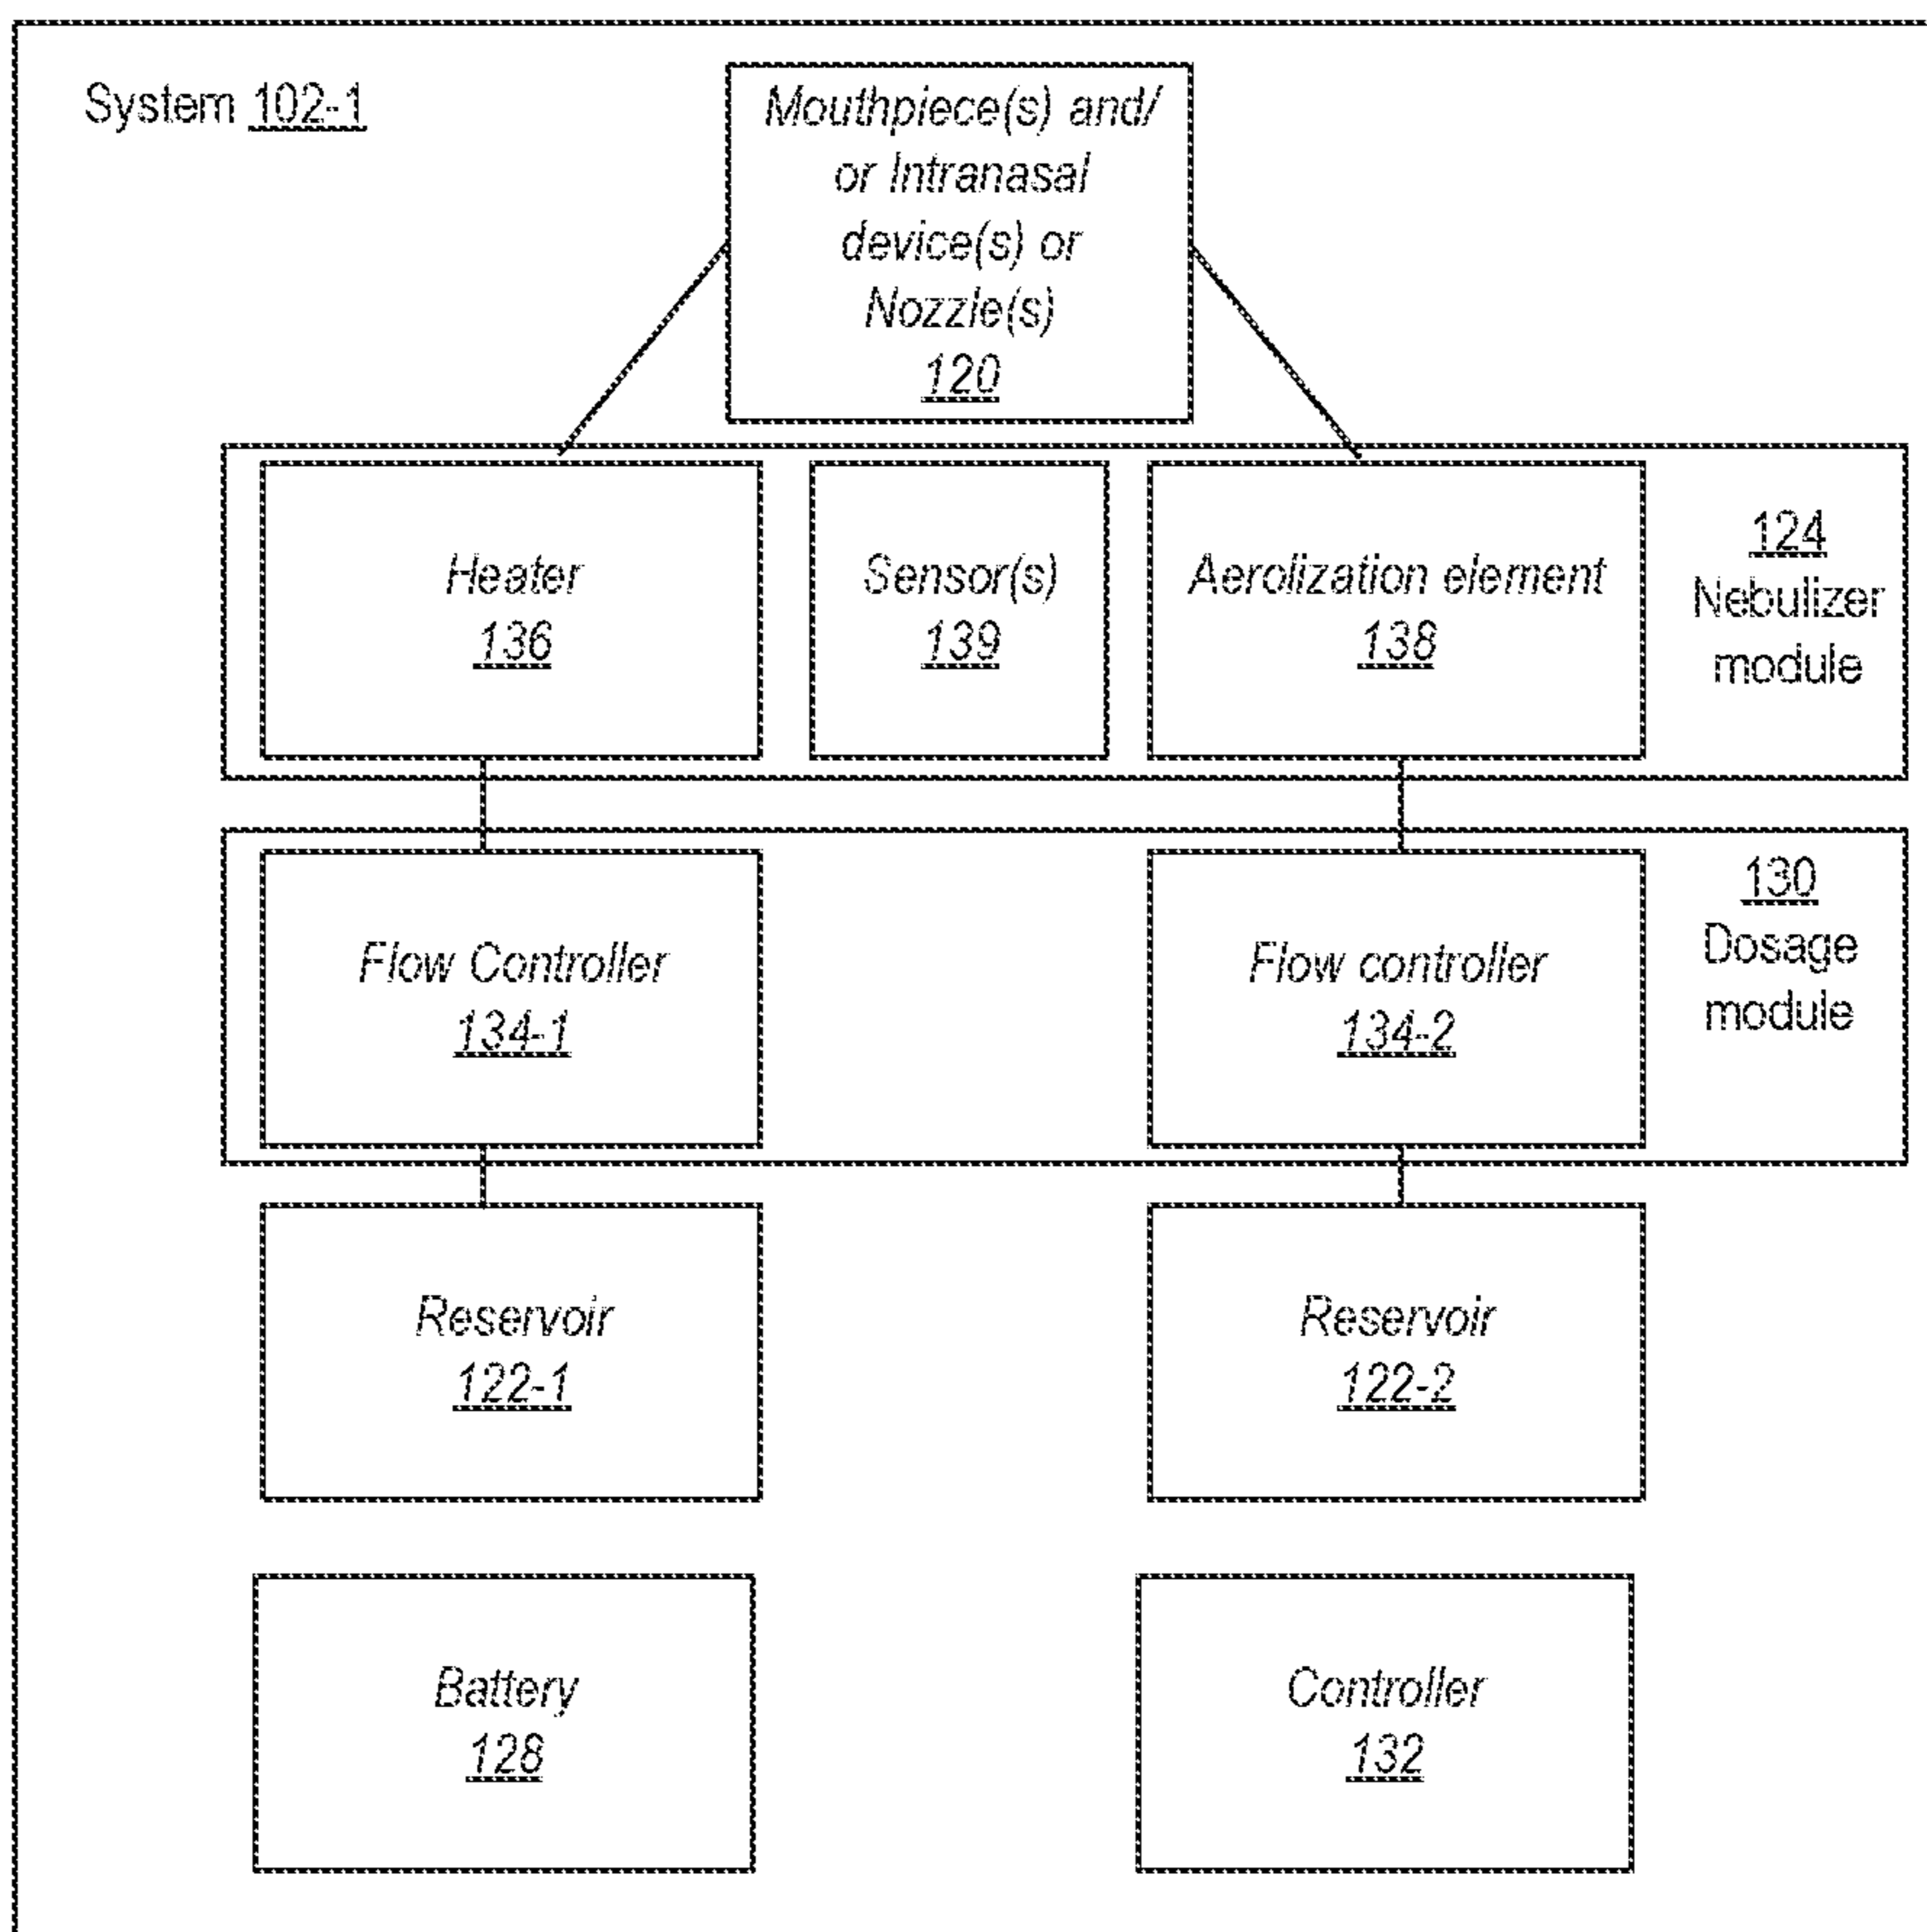 System 102-1
Mouthpiece(s) and/
or Intranasal
device(s) or
Nozzle(s)
120
Heater
136
Sensor(s)
139
Aerolization element
138
124
Nebulizer
module
Flow Controller
134-1
Flow controller
134-2
130
Dosage
module
Reservoir
122-1
Reservoir
122-2
Battery
128
Controller
132